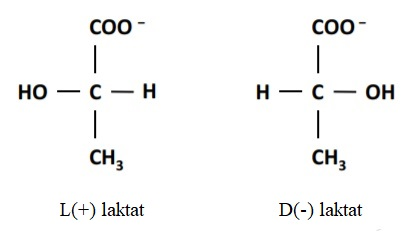 COO⁻ COO⁻
HO — C — H H — C — OH
CH₃ CH₃
L(+) laktat D(-) laktat